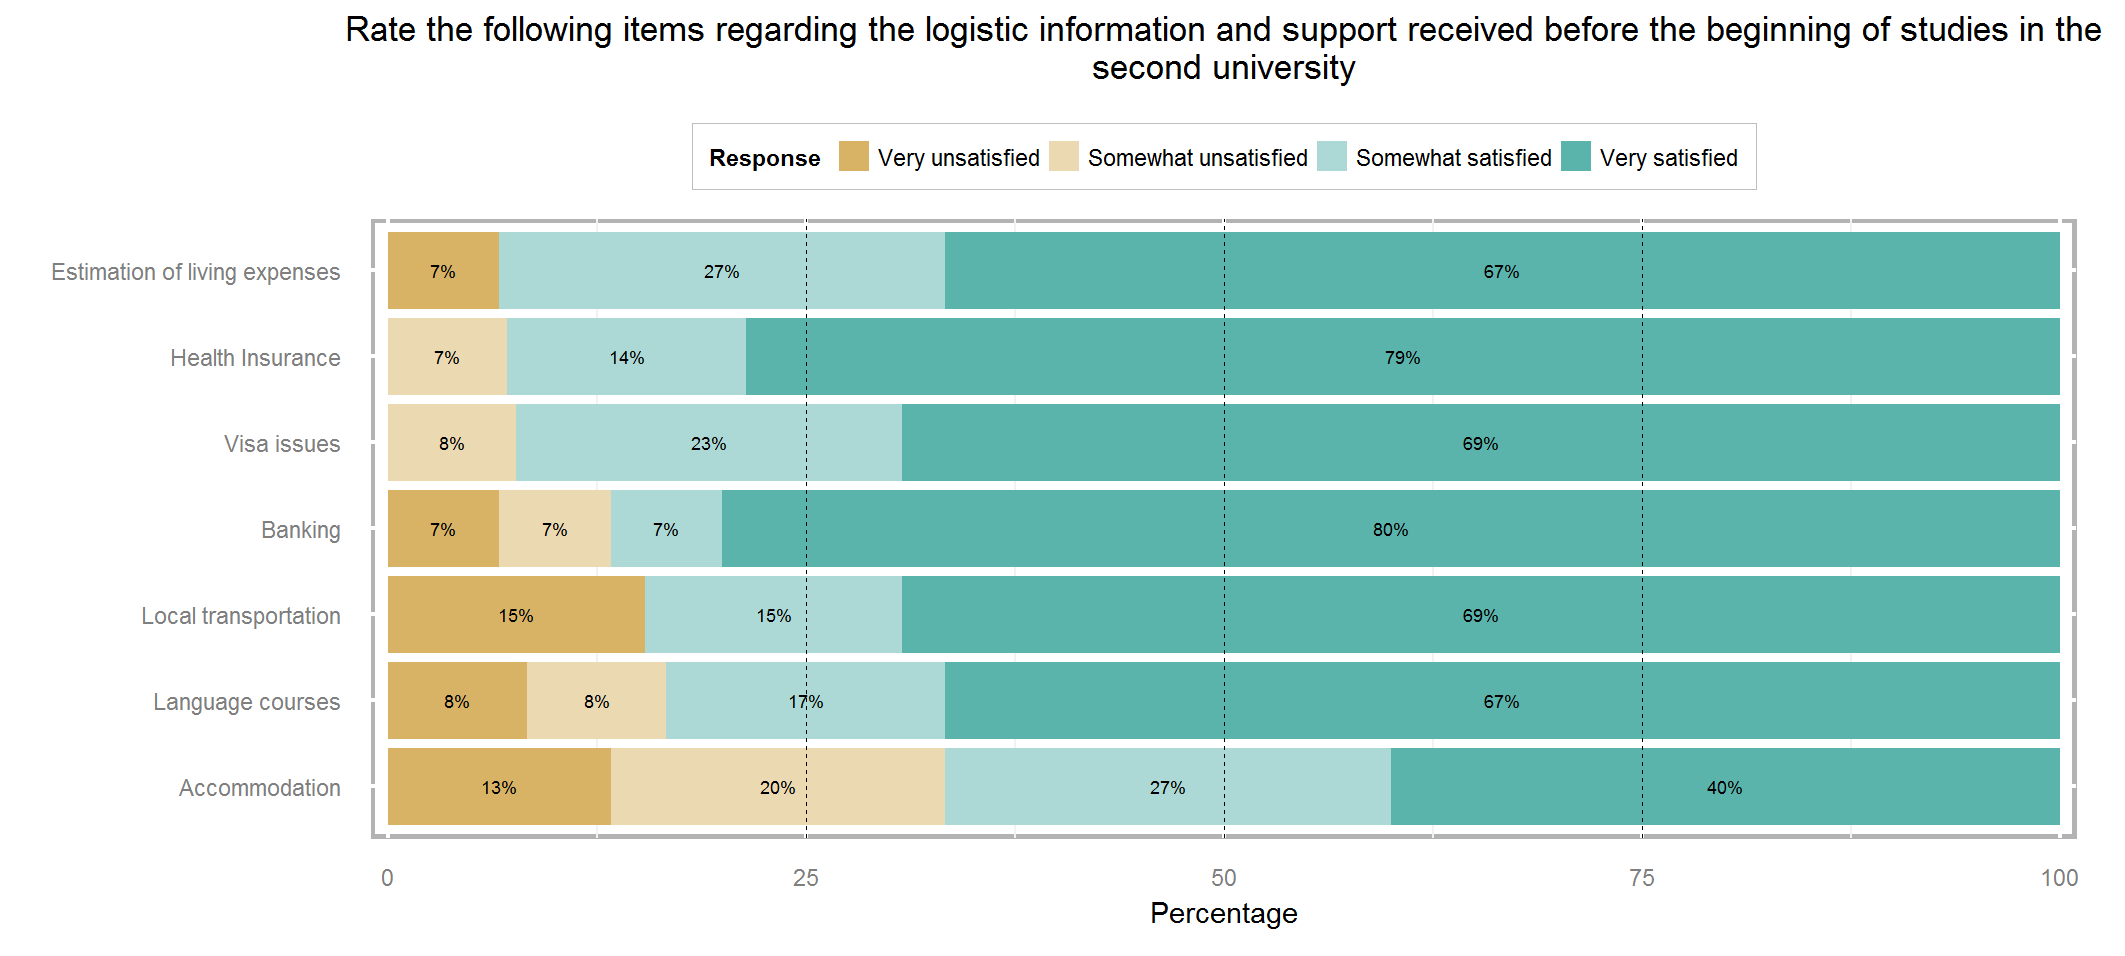 Rate the following items regarding the logistic information and support received before the beginning of studies in the
second university
Response Very unsatisfied Somewhat unsatisfied Somewhat satisfied Very satisfied
Estimation of living expenses 7% 27% 67%
Health Insurance 7% 14% 79%
Visa issues 8% 23% 69%
Banking 7% 7% 7% 80%
Local transportation 15% 15% 69%
Language courses 8% 8% 17% 67%
Accommodation 13% 20% 27% 40%
0 25 50 75 100
Percentage